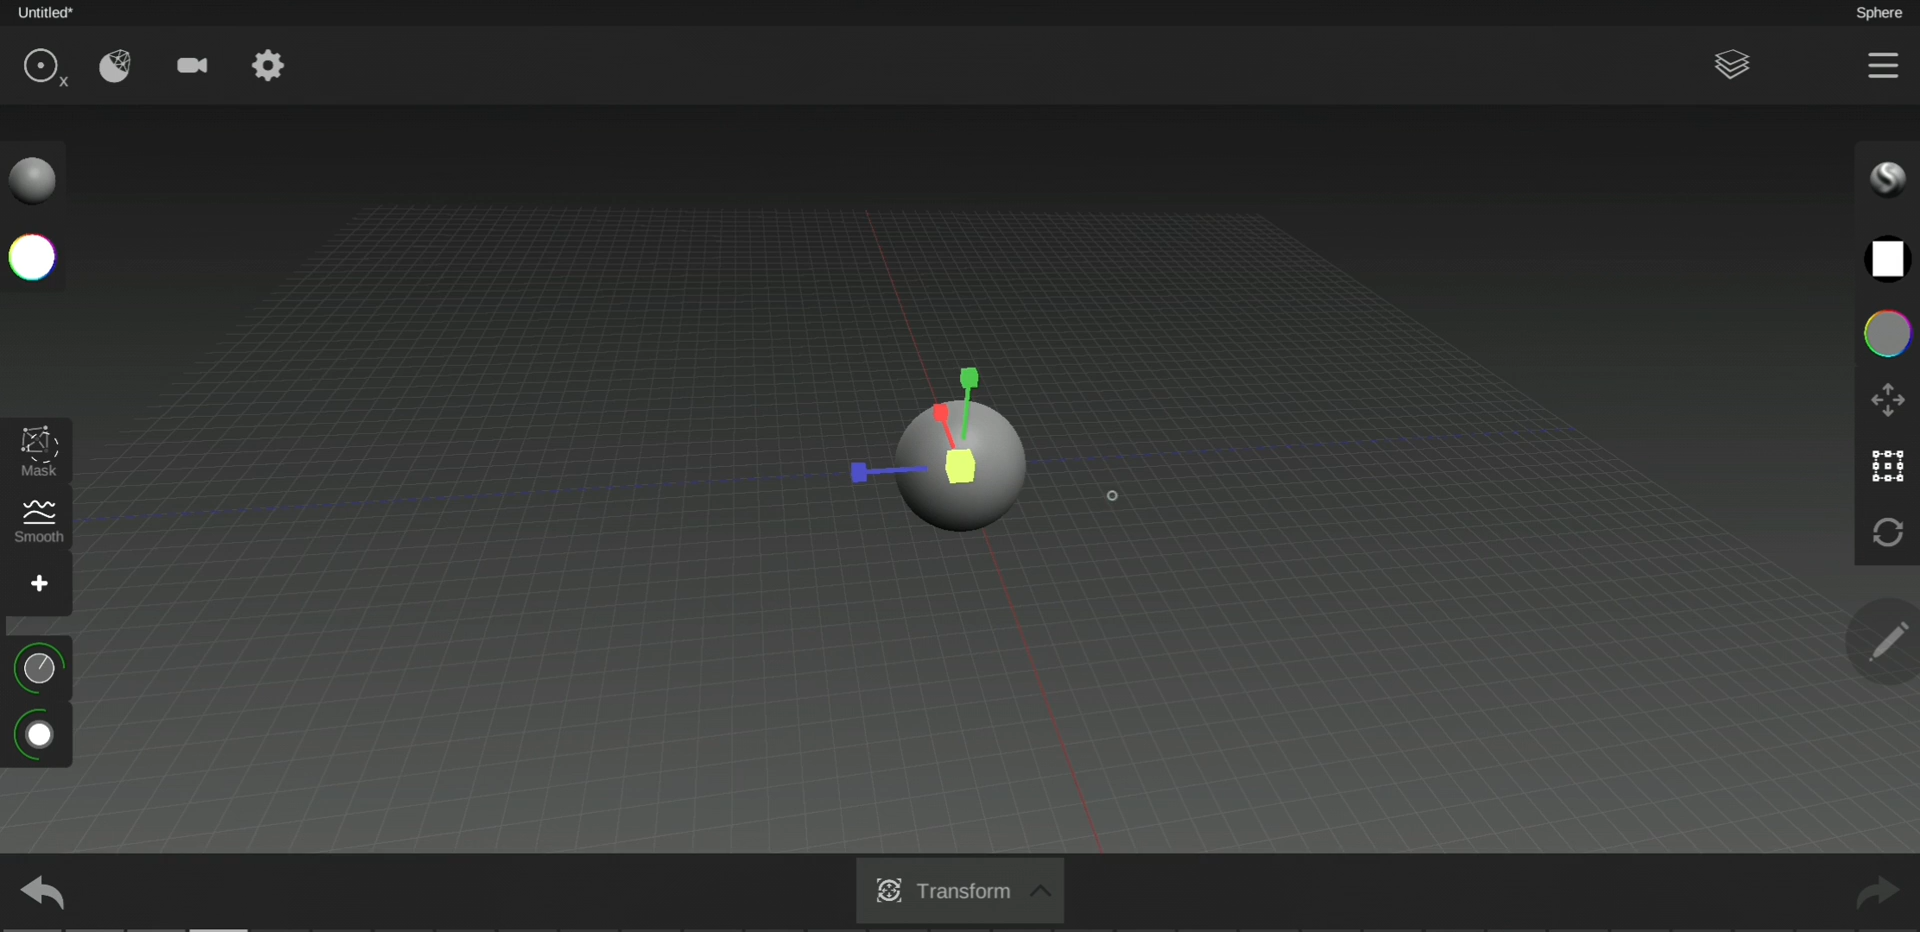 Untitled*
Sphere
x
Mask
Smooth
Transform